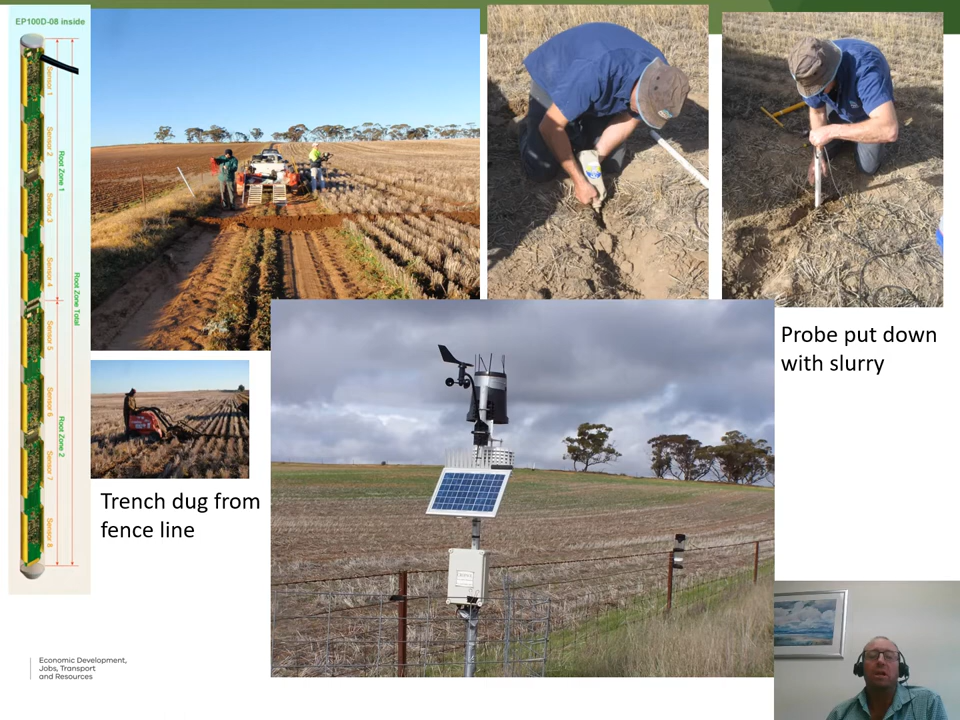 EP100D-08 inside
Sensor 1
Sensor 2
Sensor 3
Sensor 4
Sensor 5
Sensor 6
Sensor 7
Sensor 8
Root Zone 1
Root Zone 2
Root Zone Total
Probe put down
with slurry
Trench dug from
fence line
Economic Development,
Jobs, Transport
and Resources